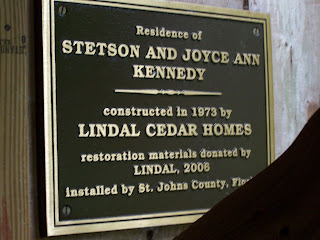 Residence of
STETSON AND JOYCE ANN
KENNEDY
constructed in 1973 by
LINDAL CEDAR HOMES
restoration materials donated by
LINDAL, 2008
installed by St. Johns County,